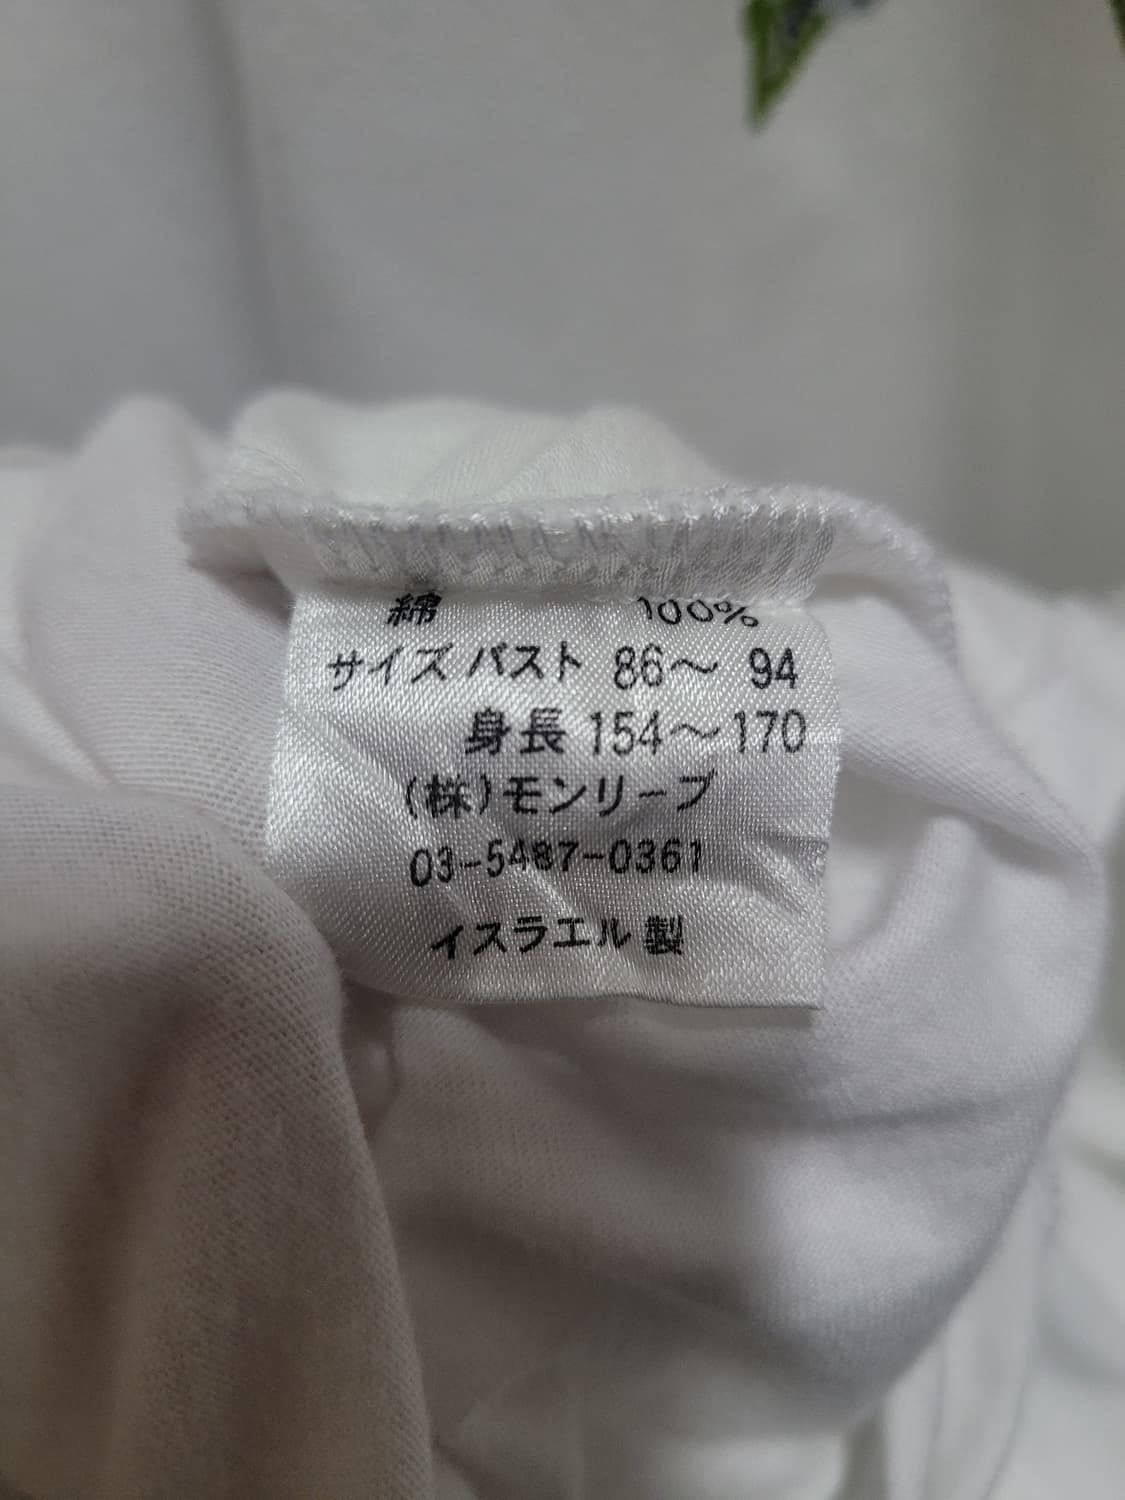 綿 100%
サイズ バスト 86〜 94
身長 154〜170
(株)モンリーブ
03-5487-0361
イスラエル 製